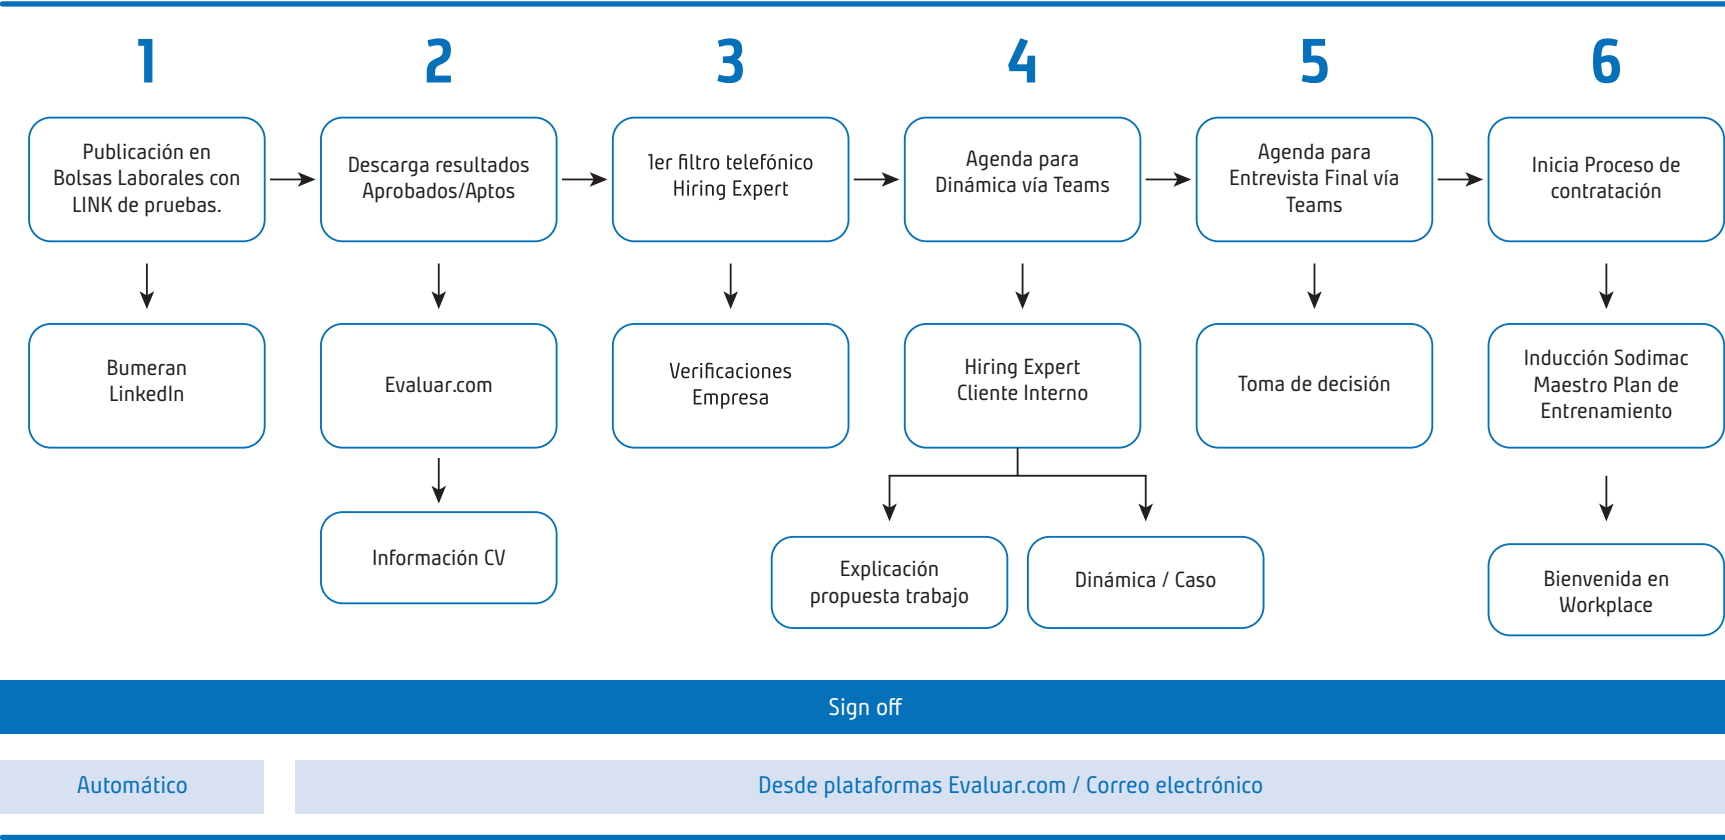 1
2
3
4
5
6
Publicación en
Bolsas Laborales con
LINK de pruebas.
Descarga resultados
Aprobados/Aptos
1er filtro telefónico
Hiring Expert
Agenda para
Dinámica vía Teams
Agenda para
Entrevista Final vía
Teams
Inicia Proceso de
contratación
Bumeran
LinkedIn
Evaluar.com
Verificaciones
Empresa
Hiring Expert
Cliente Interno
Toma de decisión
Inducción Sodimac
Maestro Plan de
Entrenamiento
Información CV
Explicación
propuesta trabajo
Dinámica / Caso
Bienvenida en
Workplace
Sign off
Automático
Desde plataformas Evaluar.com / Correo electrónico